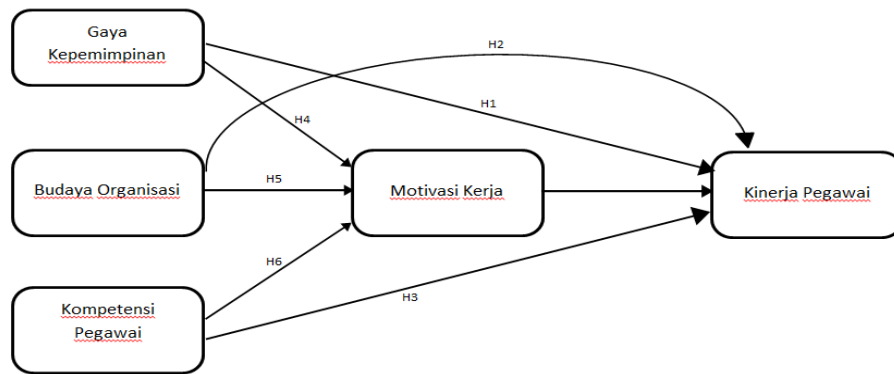 Gaya
Kepemimpinan
H2
H1
H4
Budaya Organisasi
H5
Motivasi Kerja
Kinerja Pegawai
H6
H3
Kompetensi
Pegawai